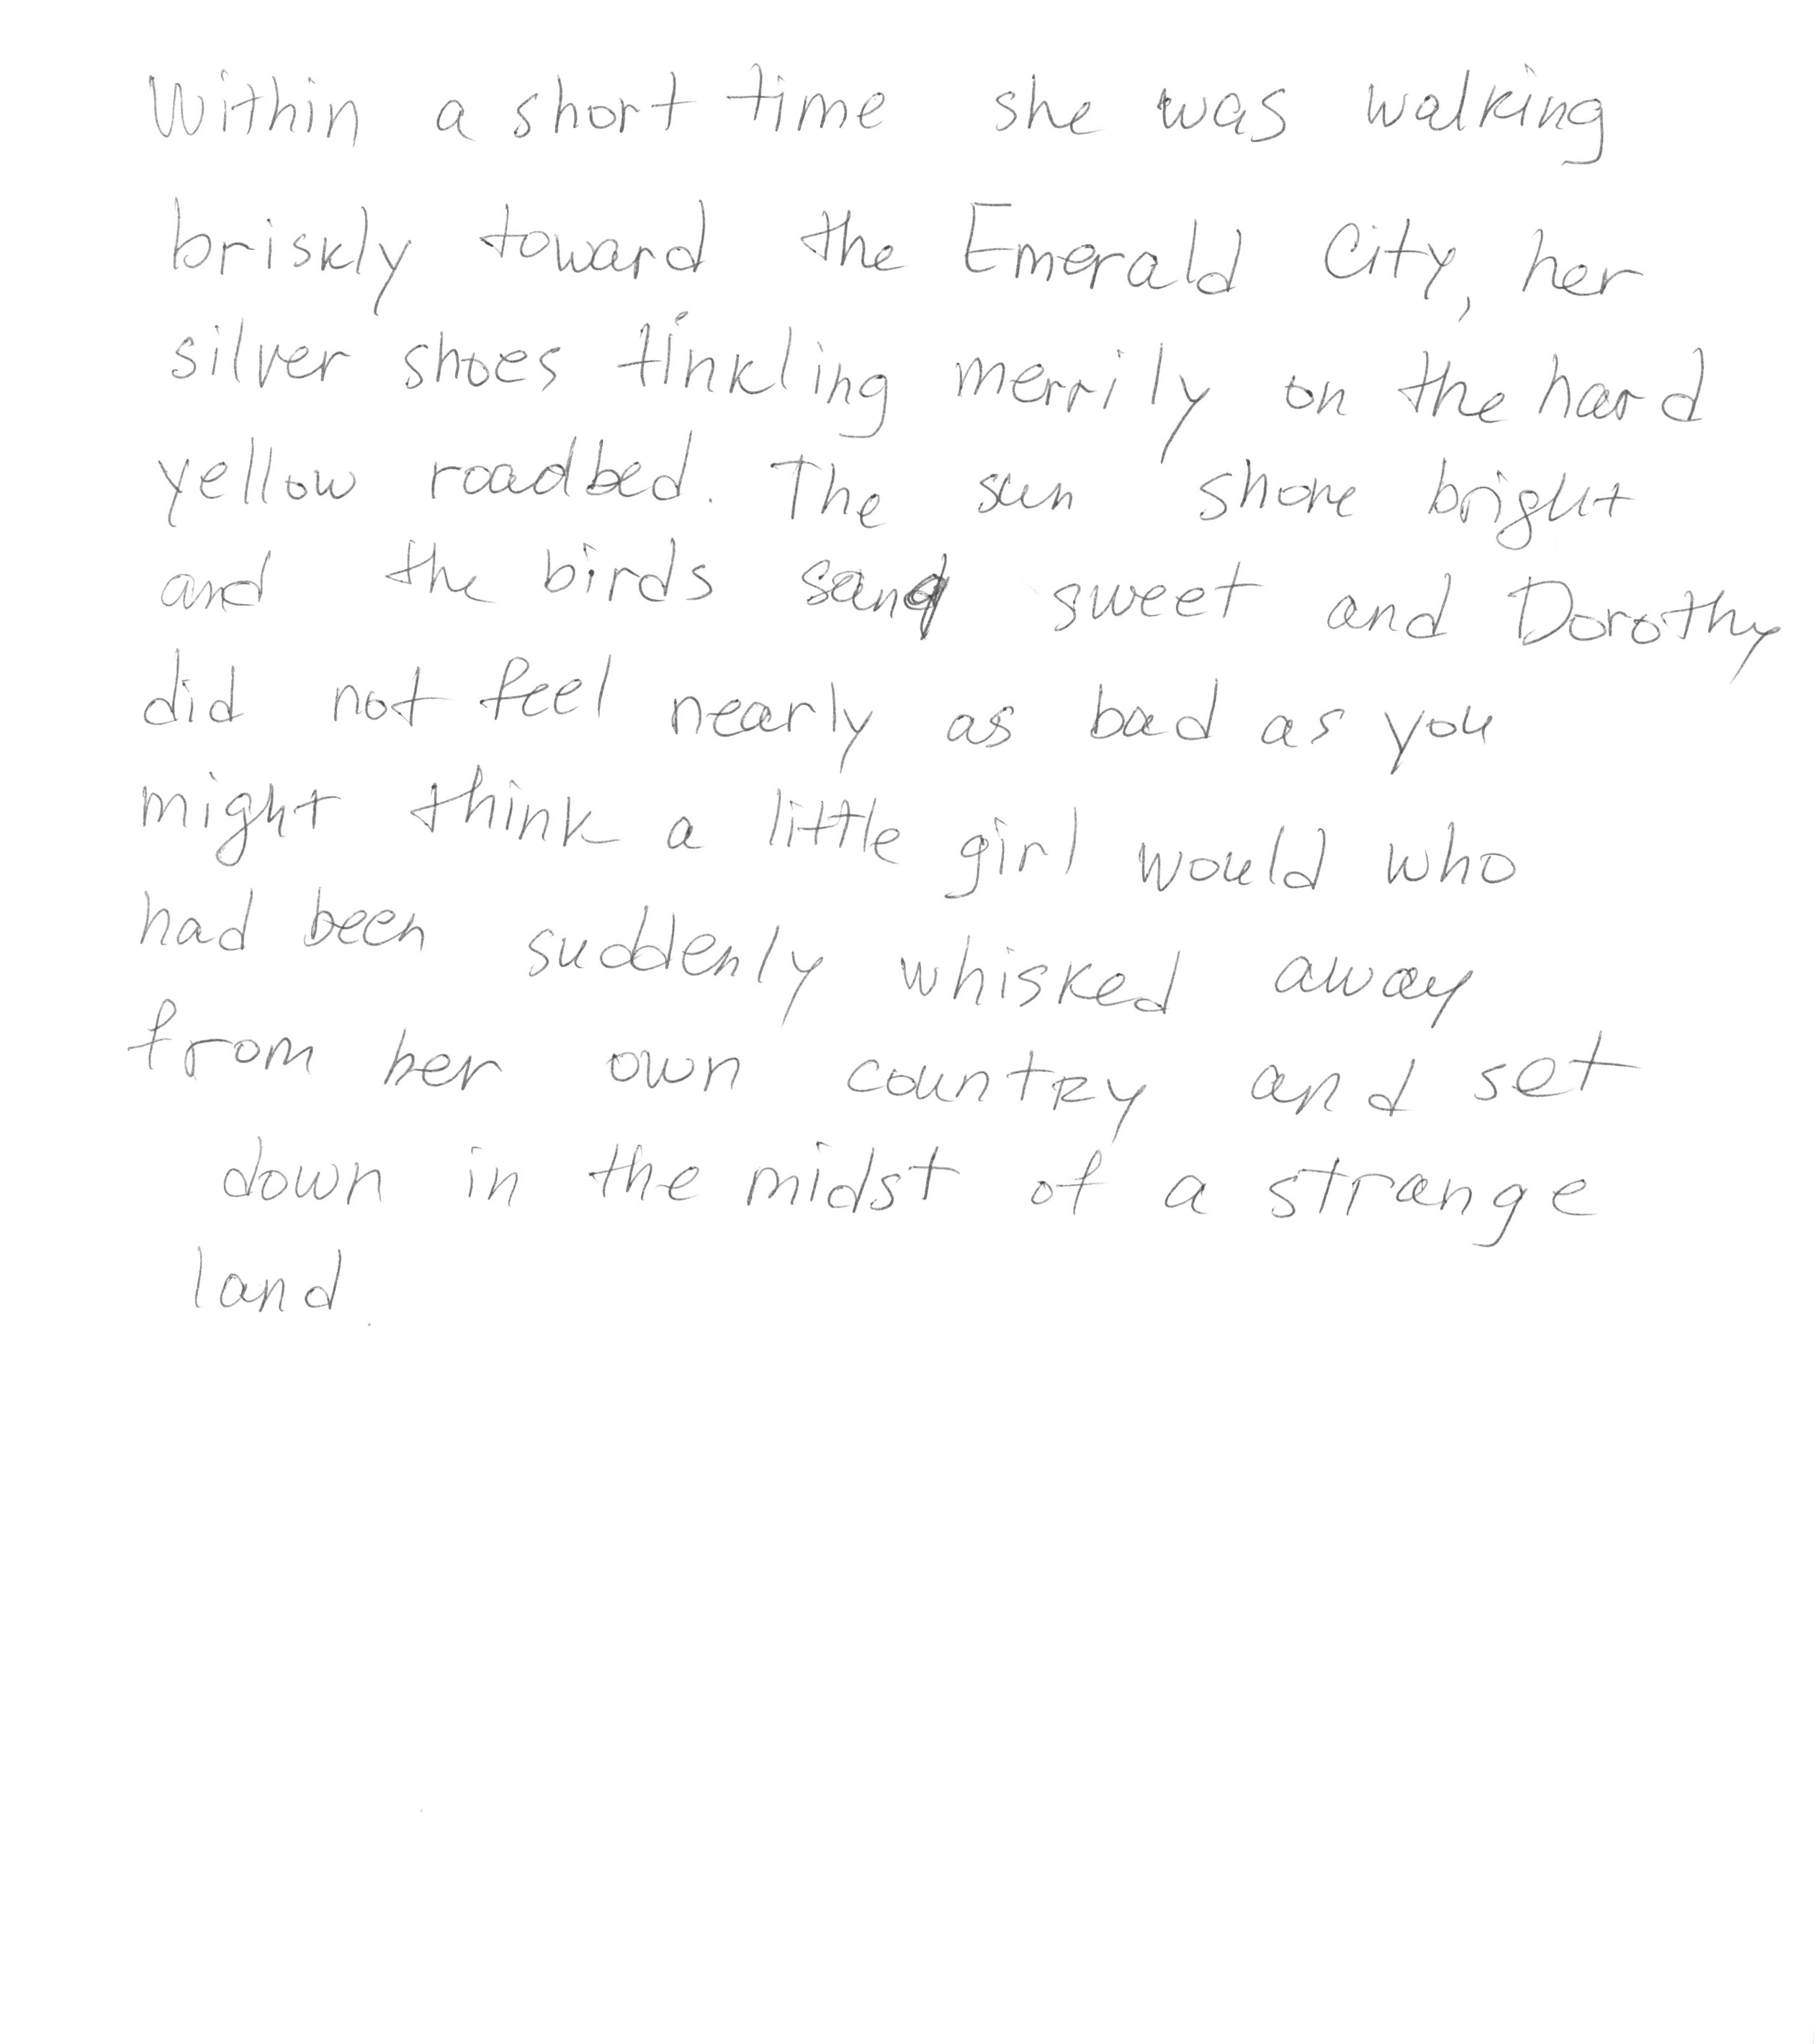 Within a short time she was walking
briskly toward the Emerald City, her
silver shoes tinkling merrily on the hard
yellow roadbed. The sun shone bright
and the birds sang sweet and Dorothy
did not feel nearly as bad as you
might think a little girl would who
had been suddenly whisked away
from her own country and set
down in the midst of a strange
land.